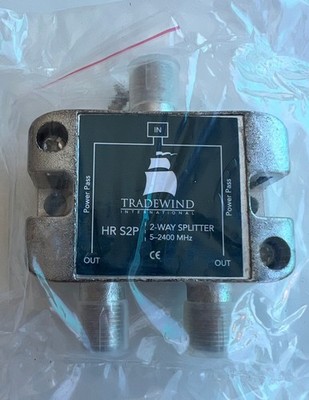 IN
Power Pass
Power Pass
TRADEWIND
INTERNATIONAL
HR S2P
2-WAY SPLITTER
5-2400 MHz
OUT
OUT
CE